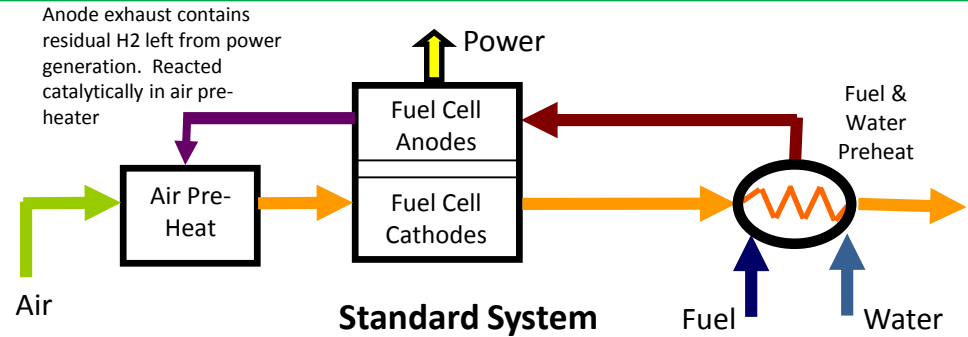 Anode exhaust contains
residual H2 left from power
generation.  Reacted
catalytically in air pre-
heater
Power
Fuel Cell
Anodes
Fuel &
Water
Preheat
Air Pre-
Heat
Fuel Cell
Cathodes
Air
Standard System
Fuel
Water